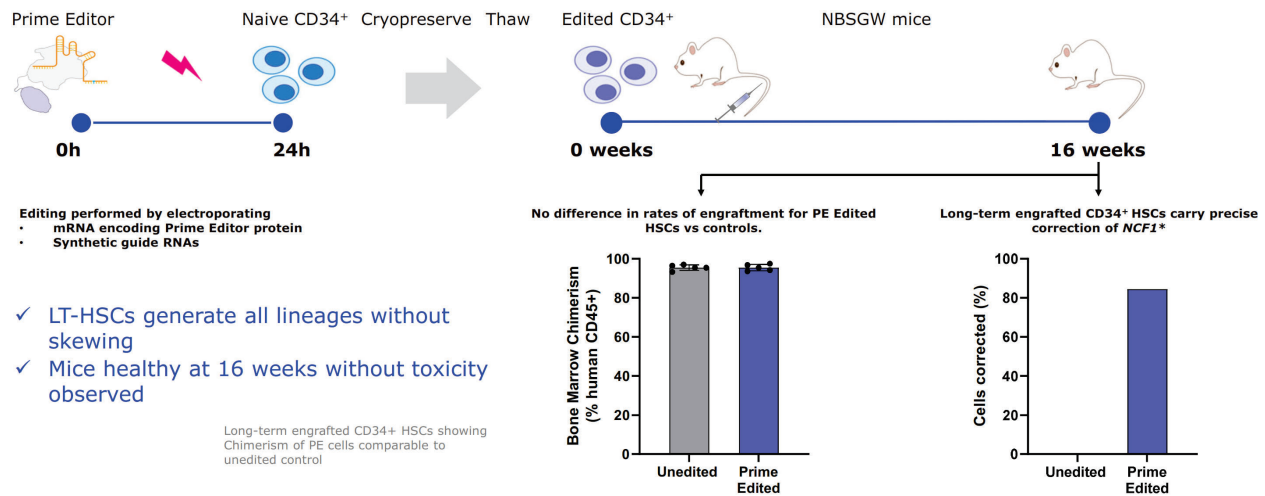 Prime Editor
Naive CD34⁺
Cryopreserve
Thaw
Edited CD34⁺
NBSGW mice
0h
24h
0 weeks
16 weeks
Editing performed by electroporating
• mRNA encoding Prime Editor protein
• Synthetic guide RNAs
✓ LT-HSCs generate all lineages without
skewing
✓ Mice healthy at 16 weeks without toxicity
observed
Long-term engrafted CD34+ HSCs showing
Chimerism of PE cells comparable to
unedited control
No difference in rates of engraftment for PE Edited
HSCs vs controls.
Bone Marrow Chimerism
(% human CD45+)
100
80
60
40
20
0
Unedited
Prime
Edited
Long-term engrafted CD34⁺ HSCs carry precise
correction of NCF1*
Cells corrected (%)
100
80
60
40
20
0
Unedited
Prime
Edited